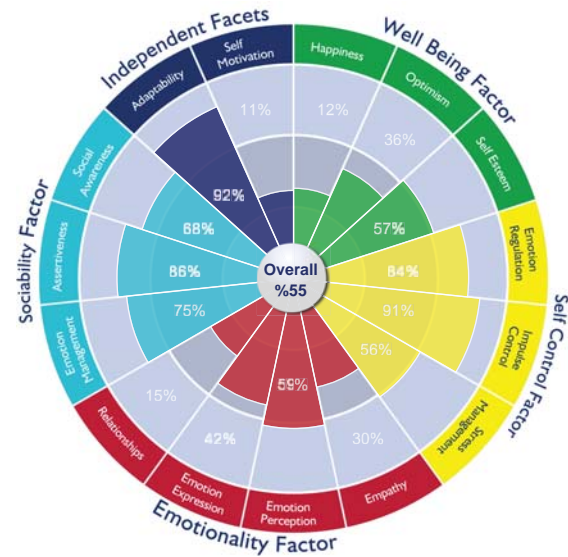 Independent Facets
Well Being Factor
Self Control Factor
Emotionality Factor
Sociability Factor
Self
Motivation
11%
Happiness
12%
Optimism
36%
Self Esteem
57%
Emotion
Regulation
84%
Impulse
Control
91%
Stress
Management
56%
Empathy
30%
Emotion
Perception
Emotion
Expression
42%
Relationships
15%
Emotion
Management
75%
Assertiveness
86%
Social
Awareness
68%
Adaptability
92%
Overall
%55